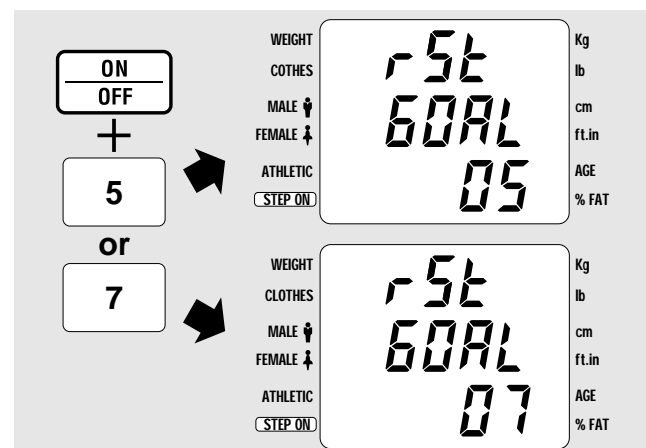 ON
OFF
+
5
or
7
WEIGHT
COTHES
MALE
FEMALE
ATHLETIC
STEP ON
rSt
GOAL
05
Kg
lb
cm
ft.in
AGE
% FAT
WEIGHT
CLOTHES
MALE
FEMALE
ATHLETIC
STEP ON
rSt
GOAL
07
Kg
lb
cm
ft.in
AGE
% FAT